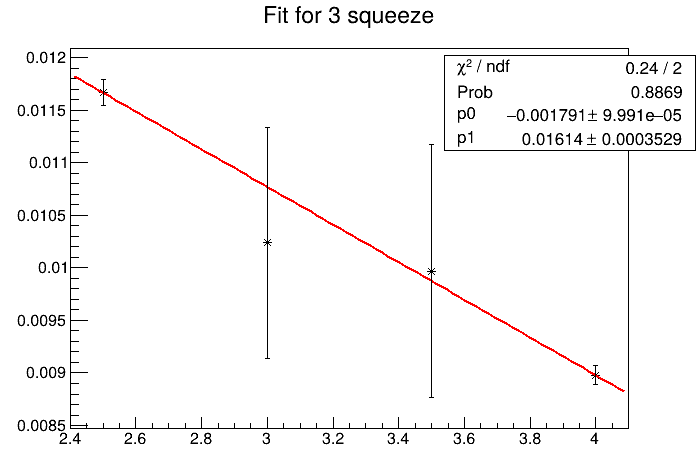 Fit for 3 squeeze
χ² / ndf 0.24 / 2
Prob 0.8869
p0 −0.001791 ± 9.991e−05
p1 0.01614 ± 0.0003529
0.012
0.0115
0.011
0.0105
0.01
0.0095
0.009
0.0085
2.4 2.6 2.8 3 3.2 3.4 3.6 3.8 4